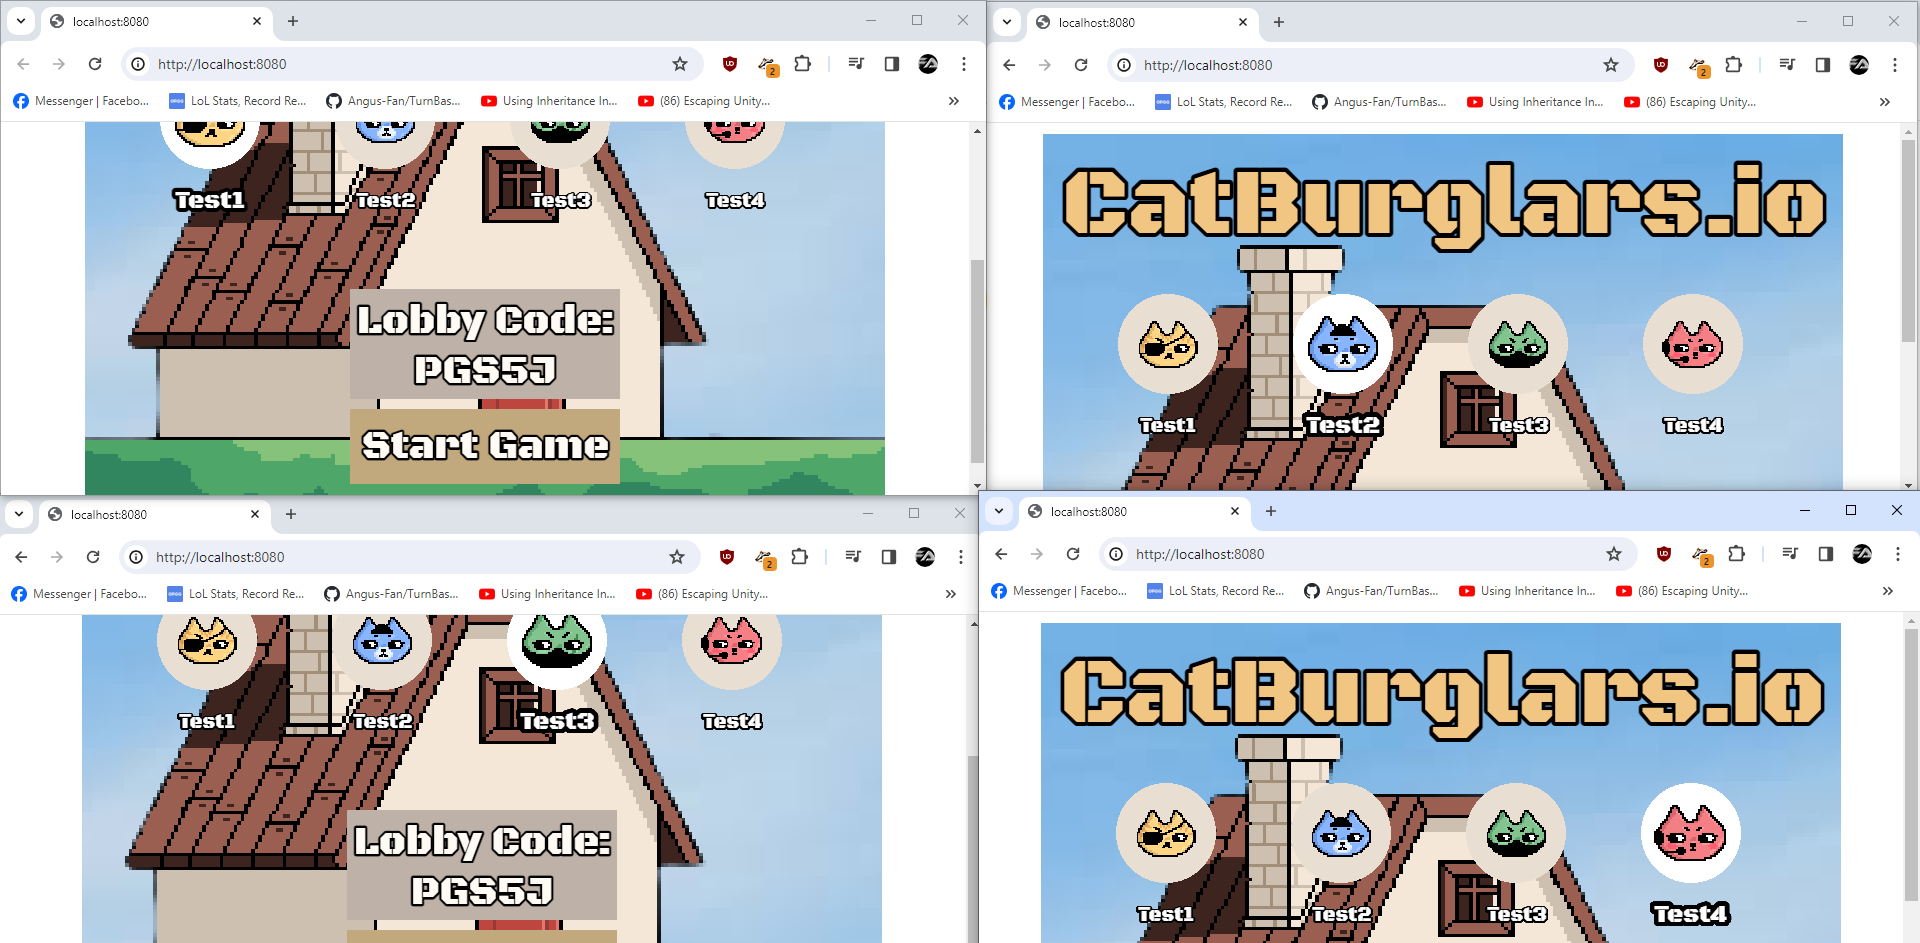 localhost:8080
http://localhost:8080
2
Messenger | Facebo...
LoL Stats, Record Re...
Angus-Fan/TurnBas...
Using Inheritance In...
(86) Escaping Unity...
Test1
Test2
Test3
Test4
Lobby Code:
PGS5J
Start Game
localhost:8080
http://localhost:8080
2
Messenger | Facebo...
LoL Stats, Record Re...
Angus-Fan/TurnBas...
Using Inheritance In...
(86) Escaping Unity...
CatBurglars.io
Test1
Test2
Test3
Test4
localhost:8080
http://localhost:8080
2
Messenger | Facebo...
LoL Stats, Record Re...
Angus-Fan/TurnBas...
Using Inheritance In...
(86) Escaping Unity...
Test1
Test2
Test3
Test4
Lobby Code:
PGS5J
localhost:8080
http://localhost:8080
2
Messenger | Facebo...
LoL Stats, Record Re...
Angus-Fan/TurnBas...
Using Inheritance In...
(86) Escaping Unity...
CatBurglars.io
Test1
Test2
Test3
Test4